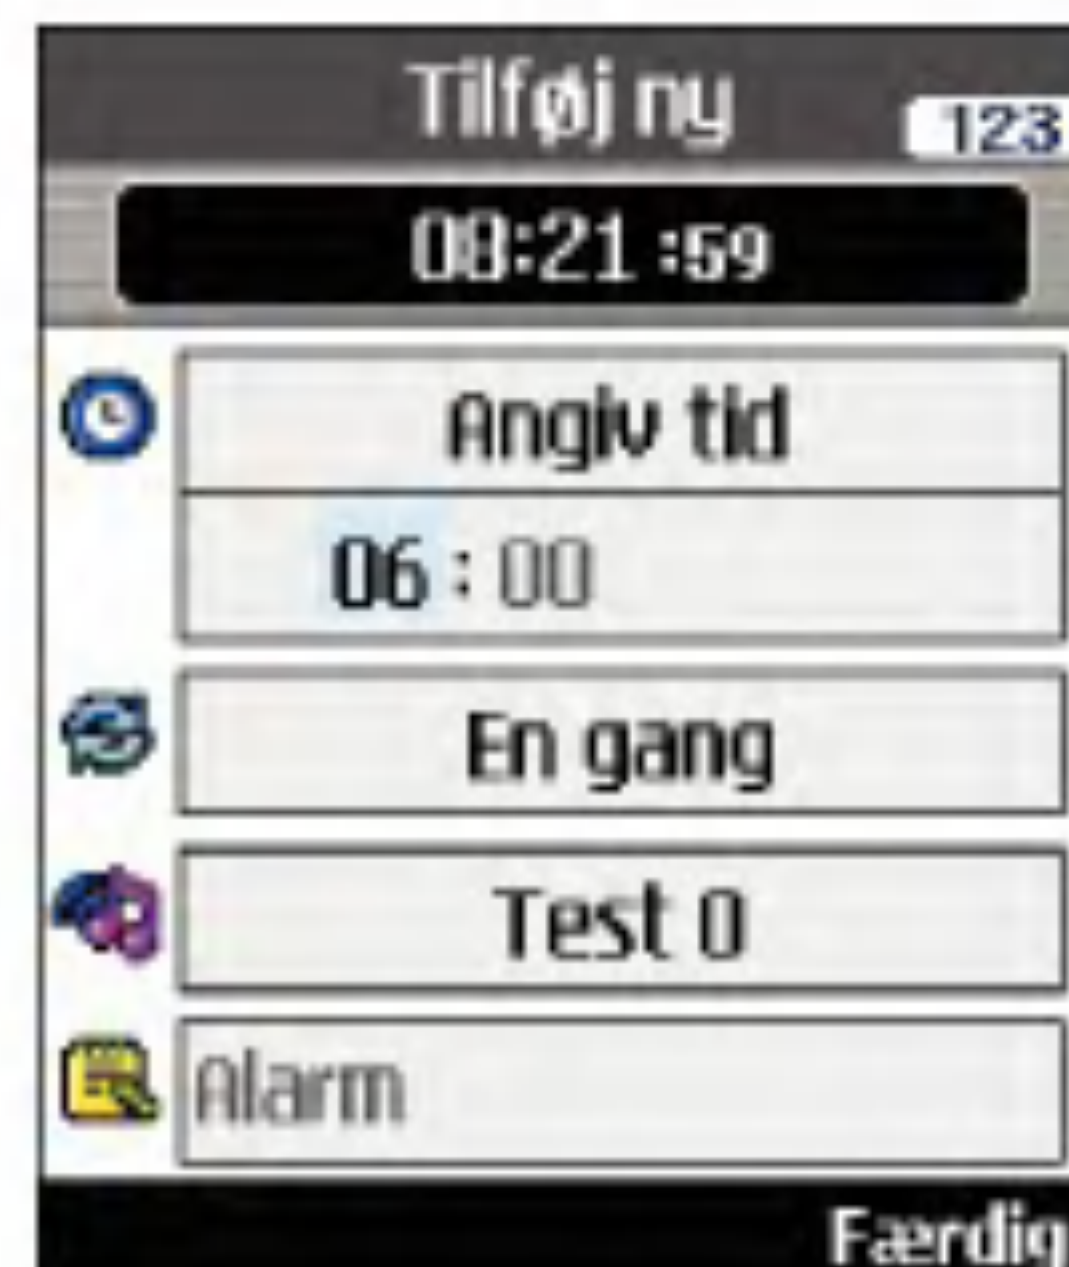 Tilføj ny
123
08:21 :59
Angiv tid
06 : 00
En gang
Test 0
Alarm
Færdig